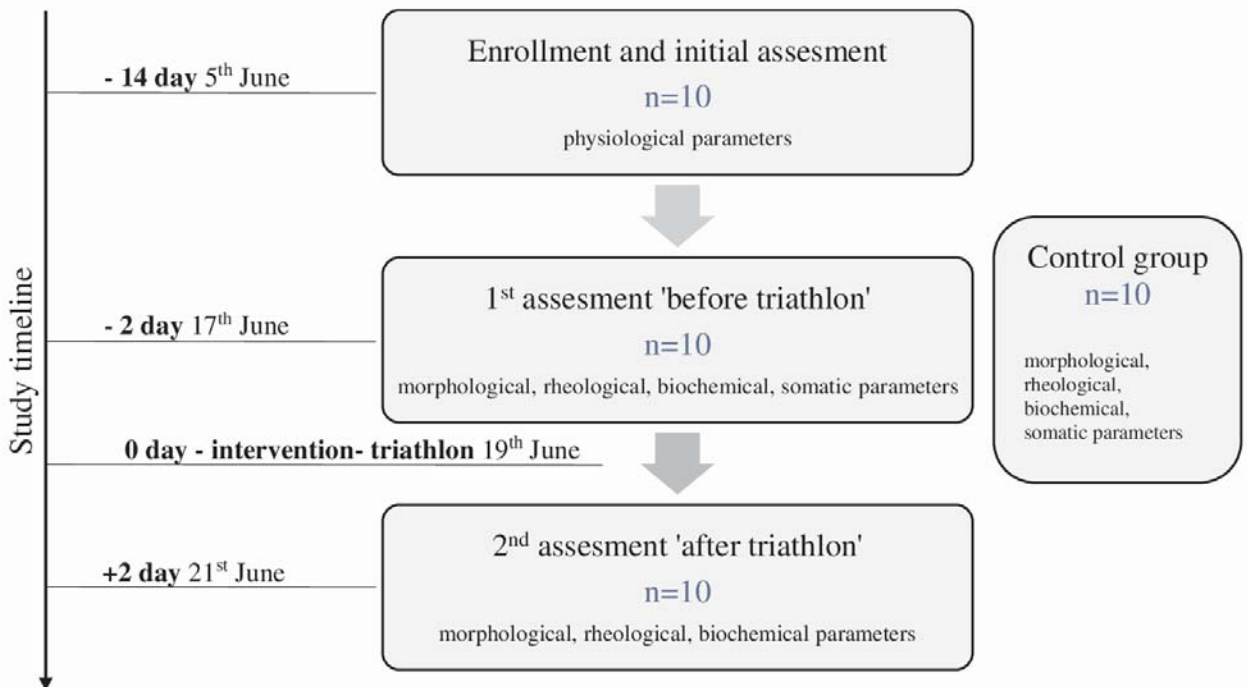 Study timeline
- 14 day 5th June
Enrollment and initial assesment
n=10
physiological parameters
- 2 day 17th June
1st assesment 'before triathlon'
n=10
morphological, rheological, biochemical, somatic parameters
Control group
n=10
morphological,
rheological,
biochemical,
somatic parameters
0 day - intervention- triathlon 19th June
+2 day 21st June
2nd assesment 'after triathlon'
n=10
morphological, rheological, biochemical parameters